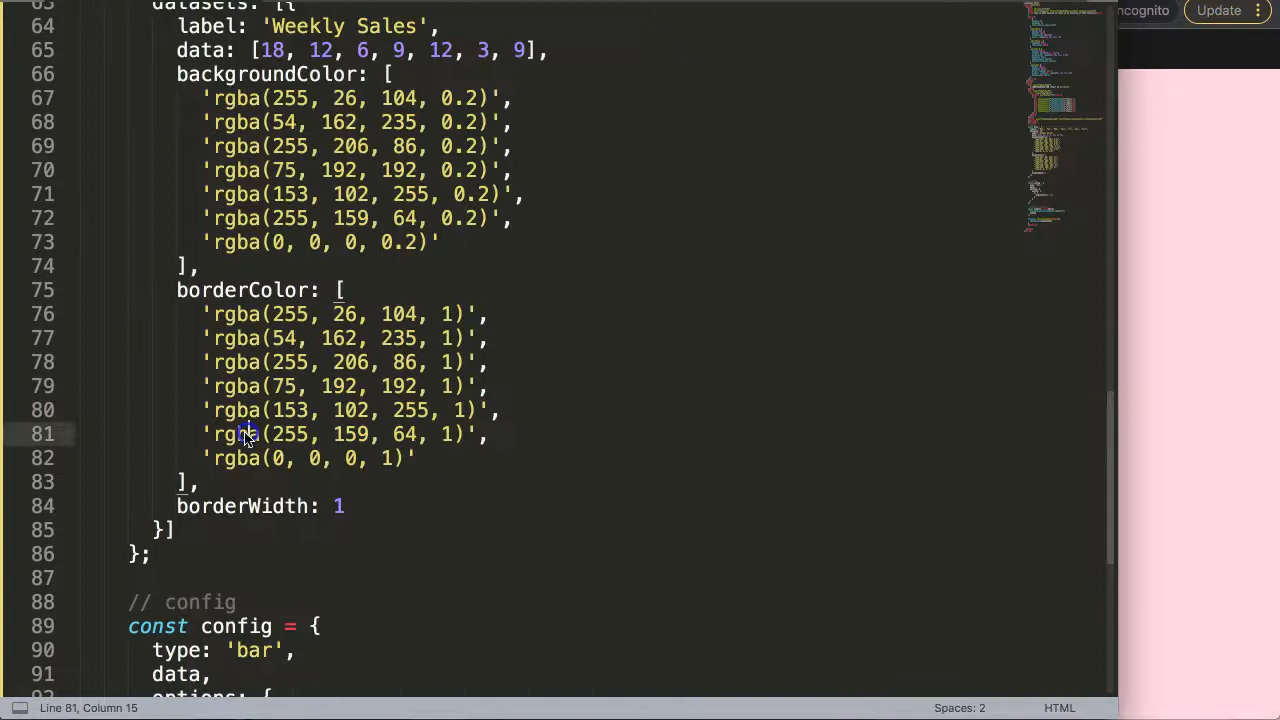 63 datasets: [{
64 label: 'Weekly Sales',
65 data: [18, 12, 6, 9, 12, 3, 9],
66 backgroundColor: [
67 'rgba(255, 26, 104, 0.2)',
68 'rgba(54, 162, 235, 0.2)',
69 'rgba(255, 206, 86, 0.2)',
70 'rgba(75, 192, 192, 0.2)',
71 'rgba(153, 102, 255, 0.2)',
72 'rgba(255, 159, 64, 0.2)',
73 'rgba(0, 0, 0, 0.2)'
74 ],
75 borderColor: [
76 'rgba(255, 26, 104, 1)',
77 'rgba(54, 162, 235, 1)',
78 'rgba(255, 206, 86, 1)',
79 'rgba(75, 192, 192, 1)',
80 'rgba(153, 102, 255, 1)',
81 'rgba(255, 159, 64, 1)',
82 'rgba(0, 0, 0, 1)'
83 ],
84 borderWidth: 1
85 }]
86 };
87
88 // config
89 const config = {
90 type: 'bar',
91 data,
92 options: {
Line 81, Column 15
Spaces: 2
HTML
cognito
Update